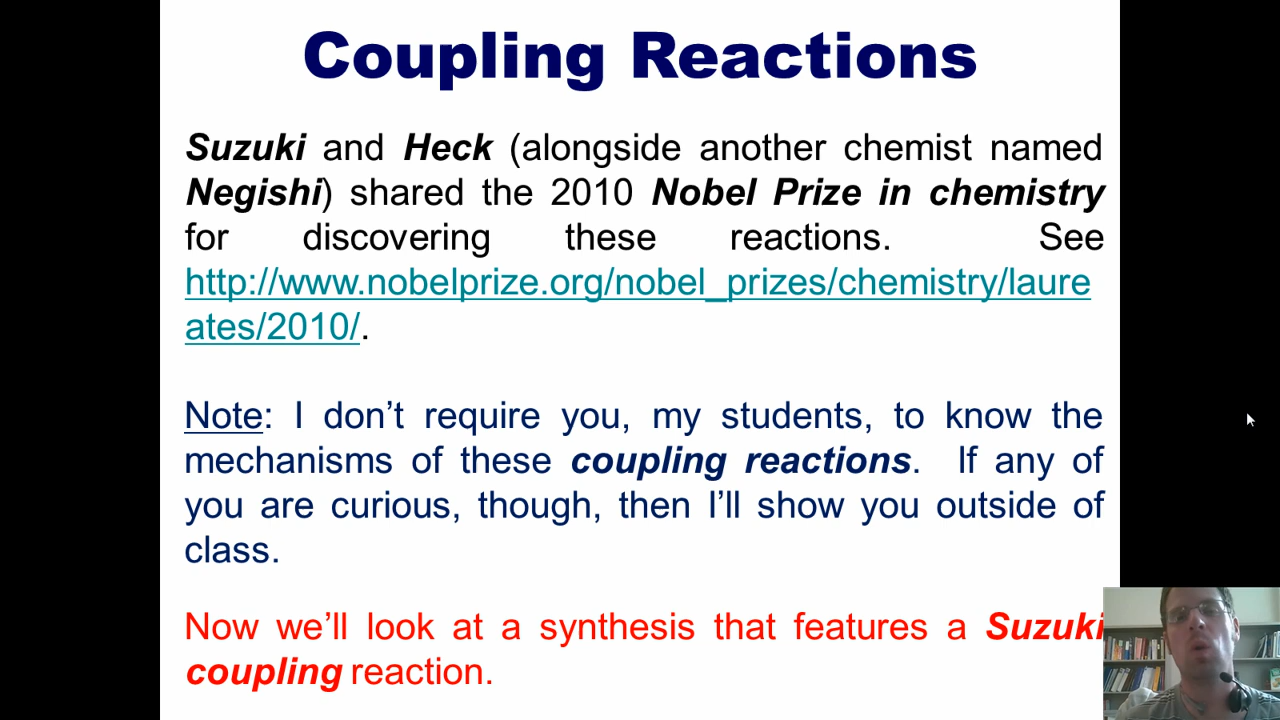 Coupling Reactions
Suzuki and Heck (alongside another chemist named
Negishi) shared the 2010 Nobel Prize in chemistry
for discovering these reactions. See
http://www.nobelprize.org/nobel_prizes/chemistry/laure
ates/2010/.
Note: I don’t require you, my students, to know the
mechanisms of these coupling reactions. If any of
you are curious, though, then I’ll show you outside of
class.
Now we’ll look at a synthesis that features a Suzuki
coupling reaction.